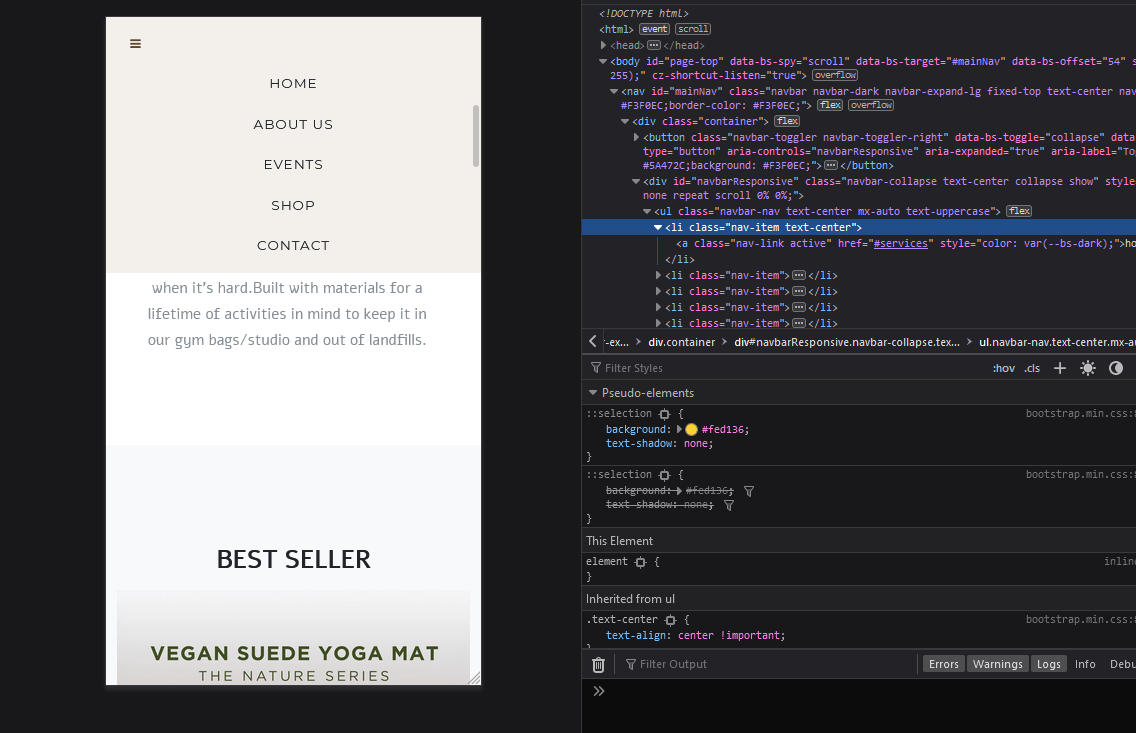 HOME
ABOUT US
EVENTS
SHOP
CONTACT
when it's hard.Built with materials for a
lifetime of activities in mind to keep it in
our gym bags/studio and out of landfills.
BEST SELLER
VEGAN SUEDE YOGA MAT
THE NATURE SERIES
<!DOCTYPE html>
<html> event scroll
<head> ••• </head>
<body id="page-top" data-bs-spy="scroll" data-bs-target="#mainNav" data-bs-offset="54" s
255);" cz-shortcut-listen="true"> overflow
<nav id="mainNav" class="navbar navbar-dark navbar-expand-lg fixed-top text-center nav
#F3F0EC;border-color: #F3F0EC;"> flex overflow
<div class="container"> flex
<button class="navbar-toggler navbar-toggler-right" data-bs-toggle="collapse" data
type="button" aria-controls="navbarResponsive" aria-expanded="true" aria-label="To
#5A472C;background: #F3F0EC;"> ••• </button>
<div id="navbarResponsive" class="navbar-collapse text-center collapse show" style
none repeat scroll 0% 0%;">
<ul class="navbar-nav text-center mx-auto text-uppercase"> flex
<li class="nav-item text-center">
<a class="nav-link active" href="#services" style="color: var(--bs-dark);">ho
</li>
<li class="nav-item"> ••• </li>
<li class="nav-item"> ••• </li>
<li class="nav-item"> ••• </li>
<li class="nav-item"> ••• </li>
r-ex... > div.container > div#navbarResponsive.navbar-collapse.tex... > ul.navbar-nav.text-center.mx-au
Filter Styles :hov .cls +
Pseudo-elements
::selection { bootstrap.min.css:
background: #fed136;
text-shadow: none;
}
::selection { bootstrap.min.css:
background: #fed136;
text-shadow: none;
}
This Element
element { inline
}
Inherited from ul
.text-center { bootstrap.min.css:
text-align: center !important;
}
Filter Output Errors Warnings Logs Info Debu
»